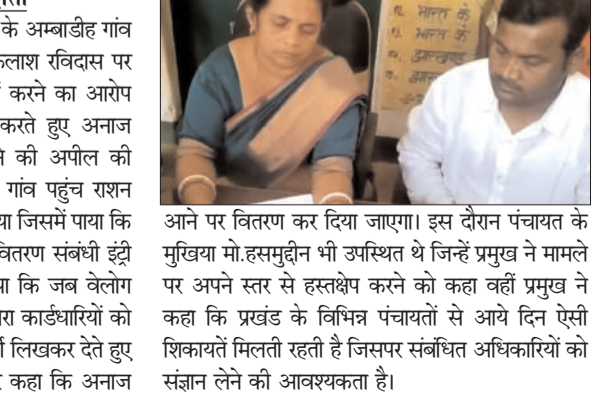 के अम्बाडीह गांव
रविदास पर
करने का आरोप
करते हुए अनाज
की अपील की
गांव पहुंच राशन
जिसमें पाया कि
वितरण संबंधी इंट्री
कि जब वेलोग
कार्डधारियों को
लिखकर देते हुए
कहा कि अनाज
भारत के
भारत के
आने पर वितरण कर दिया जाएगा। इस दौरान पंचायत के
मुखिया मो.हसमुद्दीन भी उपस्थित थे जिन्हें प्रमुख ने मामले
पर अपने स्तर से हस्तक्षेप करने को कहा वहीं प्रमुख ने
कहा कि प्रखंड के विभिन्न पंचायतों से आये दिन ऐसी
शिकायतें मिलती रहती है जिसपर संबंधित अधिकारियों को
संज्ञान लेने की आवश्यकता है।